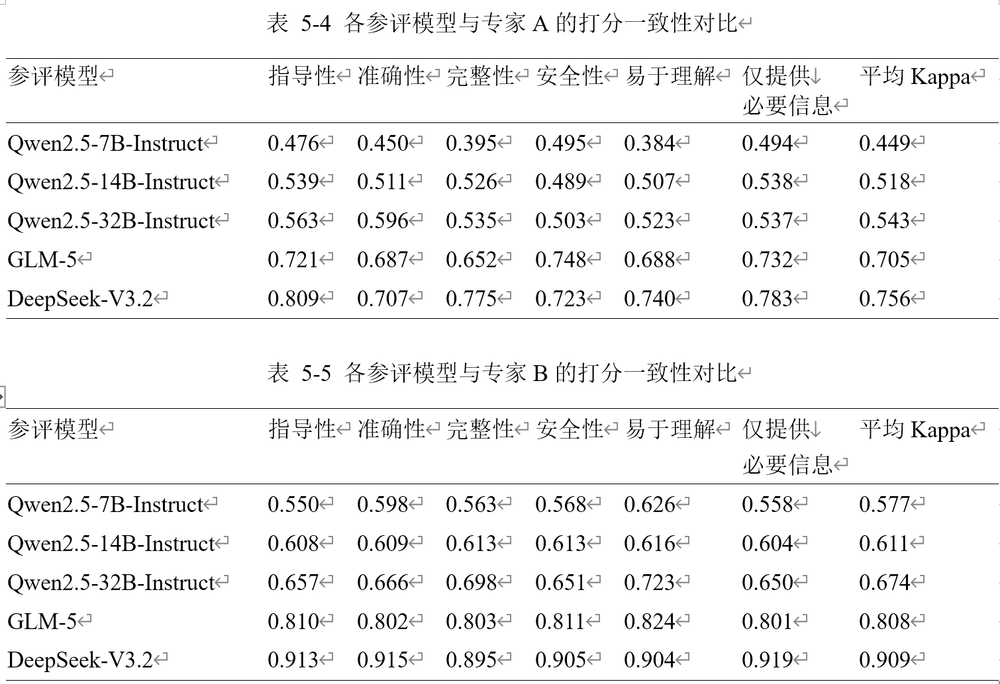 表 5-4 各参评模型与专家 A 的打分一致性对比↵
参评模型↵ 指导性↵ 准确性↵ 完整性↵ 安全性↵ 易于理解↵ 仅提供↓ 平均 Kappa↵
必要信息↵
Qwen2.5-7B-Instruct↵ 0.476↵ 0.450↵ 0.395↵ 0.495↵ 0.384↵ 0.494↵ 0.449↵
Qwen2.5-14B-Instruct↵ 0.539↵ 0.511↵ 0.526↵ 0.489↵ 0.507↵ 0.538↵ 0.518↵
Qwen2.5-32B-Instruct↵ 0.563↵ 0.596↵ 0.535↵ 0.503↵ 0.523↵ 0.537↵ 0.543↵
GLM-5↵ 0.721↵ 0.687↵ 0.652↵ 0.748↵ 0.688↵ 0.732↵ 0.705↵
DeepSeek-V3.2↵ 0.809↵ 0.707↵ 0.775↵ 0.723↵ 0.740↵ 0.783↵ 0.756↵
表 5-5 各参评模型与专家 B 的打分一致性对比↵
参评模型↵ 指导性↵ 准确性↵ 完整性↵ 安全性↵ 易于理解↵ 仅提供↓ 平均 Kappa↵
必要信息↵
Qwen2.5-7B-Instruct↵ 0.550↵ 0.598↵ 0.563↵ 0.568↵ 0.626↵ 0.558↵ 0.577↵
Qwen2.5-14B-Instruct↵ 0.608↵ 0.609↵ 0.613↵ 0.613↵ 0.616↵ 0.604↵ 0.611↵
Qwen2.5-32B-Instruct↵ 0.657↵ 0.666↵ 0.698↵ 0.651↵ 0.723↵ 0.650↵ 0.674↵
GLM-5↵ 0.810↵ 0.802↵ 0.803↵ 0.811↵ 0.824↵ 0.801↵ 0.808↵
DeepSeek-V3.2↵ 0.913↵ 0.915↵ 0.895↵ 0.905↵ 0.904↵ 0.919↵ 0.909↵